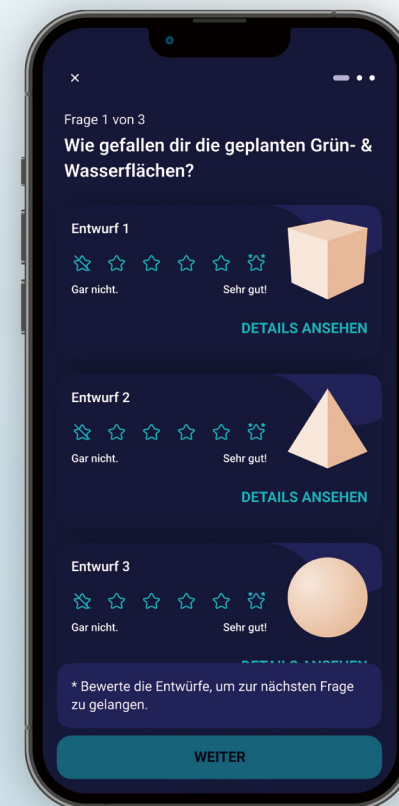 Frage 1 von 3
Wie gefallen dir die geplanten Grün- &
Wasserflächen?
Entwurf 1
Gar nicht. Sehr gut!
DETAILS ANSEHEN
Entwurf 2
Gar nicht. Sehr gut!
DETAILS ANSEHEN
Entwurf 3
Gar nicht. Sehr gut!
DETAILS ANSEHEN
* Bewerte die Entwürfe, um zur nächsten Frage
zu gelangen.
WEITER